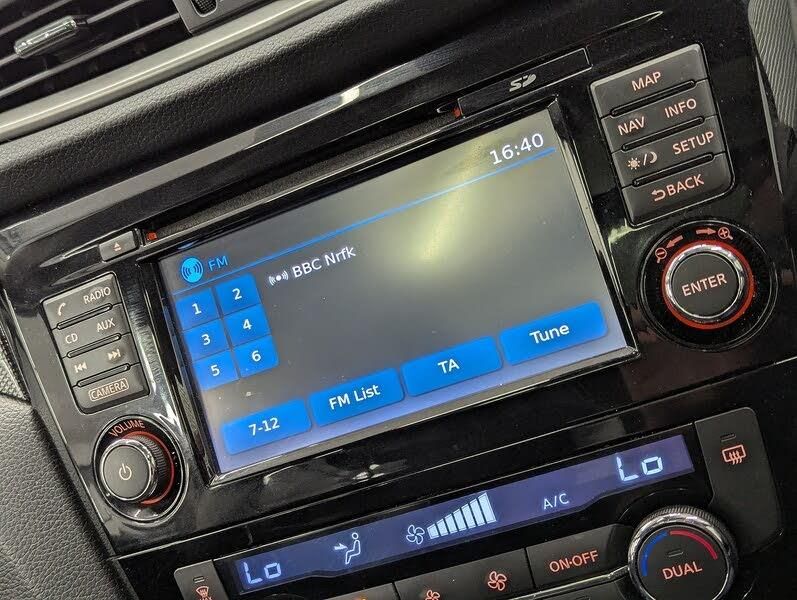 SD
16:40
FM
BBC Nrfk
1 2
3 4
5 6
7-12
FM List
TA
Tune
MAP
NAV INFO
SETUP
BACK
ENTER
RADIO
CD AUX
CAMERA
VOLUME
Lo
A/C
Lo
ON·OFF
DUAL